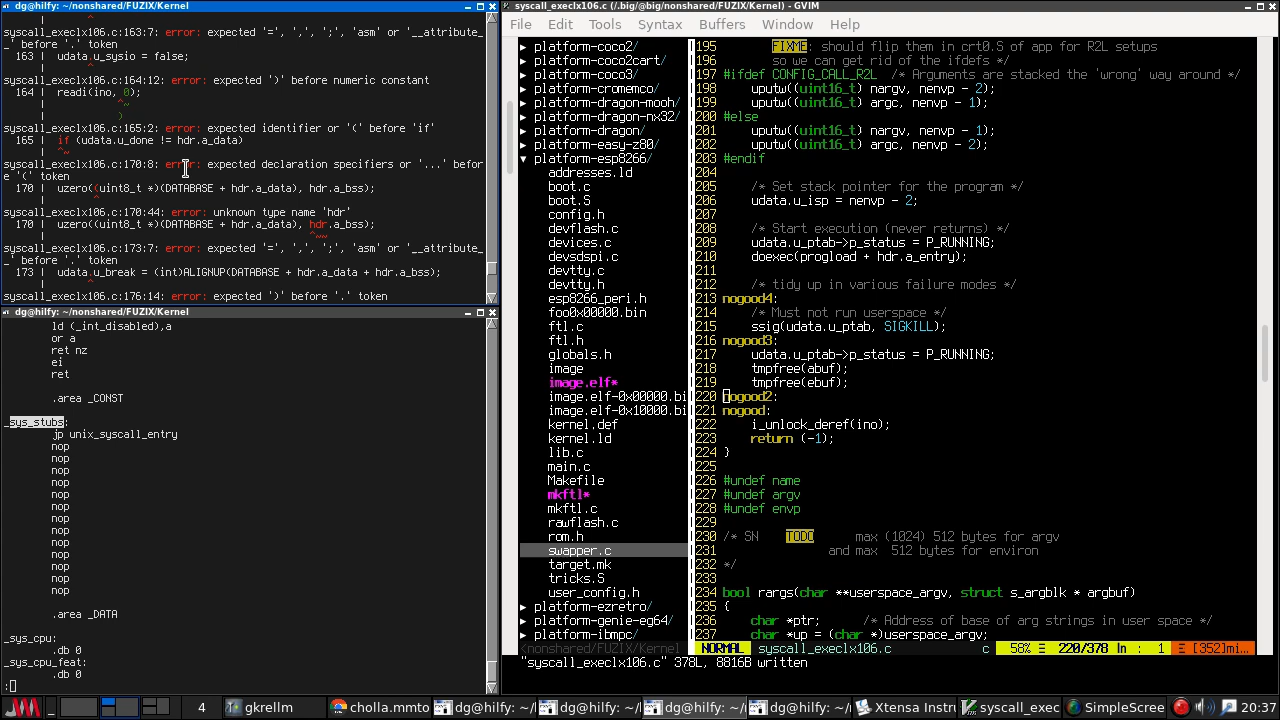 dg@hilfy: ~/nonshared/FUZIX/Kernel
syscall_execlx106.c:163:7: error: expected '=', ',', ';', 'asm' or '__attribute_
_' before '.' token
163 | udata.u_sysio = false;
| ^
syscall_execlx106.c:164:12: error: expected ')' before numeric constant
164 | readi(ino, 0);
| ^~
| )
syscall_execlx106.c:165:2: error: expected identifier or '(' before 'if'
165 | if (udata.u_done != hdr.a_data)
| ^~
syscall_execlx106.c:170:8: error: expected declaration specifiers or '...' befor
e '(' token
170 | uzero((uint8_t *)(DATABASE + hdr.a_data), hdr.a_bss);
| ^
syscall_execlx106.c:170:44: error: unknown type name 'hdr'
170 | uzero((uint8_t *)(DATABASE + hdr.a_data), hdr.a_bss);
| ^~~
syscall_execlx106.c:173:7: error: expected '=', ',', ';', 'asm' or '__attribute_
_' before '.' token
173 | udata.u_break = (int)ALIGNUP(DATABASE + hdr.a_data + hdr.a_bss);
| ^
syscall_execlx106.c:176:14: error: expected ')' before '.' token
dg@hilfy: ~/nonshared/FUZIX/Kernel
ld (_int_disabled),a
or a
ret nz
ei
ret
.area _CONST
_sys_stubs:
jp unix_syscall_entry
nop
nop
nop
nop
nop
nop
nop
nop
nop
nop
nop
nop
nop
.area _DATA
_sys_cpu:
.db 0
_sys_cpu_feat:
.db 0
:
syscall_execlx106.c (/.big/@big/nonshared/FUZIX/Kernel) - GVIM
File Edit Tools Syntax Buffers Window Help
▶ platform-coco2/
▶ platform-coco2cart/
▶ platform-coco3/
▶ platform-cromemco/
▶ platform-dragon-mooh/
▶ platform-dragon-nx32/
▶ platform-dragon/
▶ platform-easy-z80/
▼ platform-esp8266/
addresses.ld
boot.c
boot.S
config.h
devflash.c
devices.c
devsdspi.c
devtty.c
devtty.h
esp8266_peri.h
foo0x00000.bin
ftl.c
ftl.h
globals.h
image
image.elf*
image.elf-0x00000.bi
image.elf-0x10000.bi
kernel.def
kernel.ld
lib.c
main.c
Makefile
mkftl*
mkftl.c
rawflash.c
rom.h
swapper.c
target.mk
tricks.S
user_config.h
▶ platform-ezretro/
▶ platform-genie-eg64/
▶ platform-ibmpc/
<nonshared/FUZIX/Kernel
195 FIXME: should flip them in crt0.S of app for R2L setups
196 so we can get rid of the ifdefs */
197 #ifdef CONFIG_CALL_R2L /* Arguments are stacked the 'wrong' way around */
198 uputw((uint16_t) nargv, nenvp - 2);
199 uputw((uint16_t) argc, nenvp - 1);
200 #else
201 uputw((uint16_t) nargv, nenvp - 1);
202 uputw((uint16_t) argc, nenvp - 2);
203 #endif
204
205 /* Set stack pointer for the program */
206 udata.u_isp = nenvp - 2;
207
208 /* Start execution (never returns) */
209 udata.u_ptab->p_status = P_RUNNING;
210 doexec(progload + hdr.a_entry);
211
212 /* tidy up in various failure modes */
213 nogood4:
214 /* Must not run userspace */
215 ssig(udata.u_ptab, SIGKILL);
216 nogood3:
217 udata.u_ptab->p_status = P_RUNNING;
218 tmpfree(abuf);
219 tmpfree(ebuf);
220 nogood2:
221 nogood:
222 i_unlock_deref(ino);
223 return (-1);
224 }
225
226 #undef name
227 #undef argv
228 #undef envp
229
230 /* SN TODO max (1024) 512 bytes for argv
231 and max 512 bytes for environ
232 */
233
234 bool rargs(char **userspace_argv, struct s_argblk * argbuf)
235 {
236 char *ptr; /* Address of base of arg strings in user space */
237 char *up = (char *)userspace_argv;
NORMAL syscall_execlx106.c c 58% Ξ 220/378 ln : 1 Ξ [352]mi…
"syscall_execlx106.c" 378L, 8816B written
4 gkrellm cholla.mmto dg@hilfy: ~/ dg@hilfy: ~/ dg@hilfy: ~/ dg@hilfy: ~/ Xtensa Instr syscall_exec SimpleScree 20:37